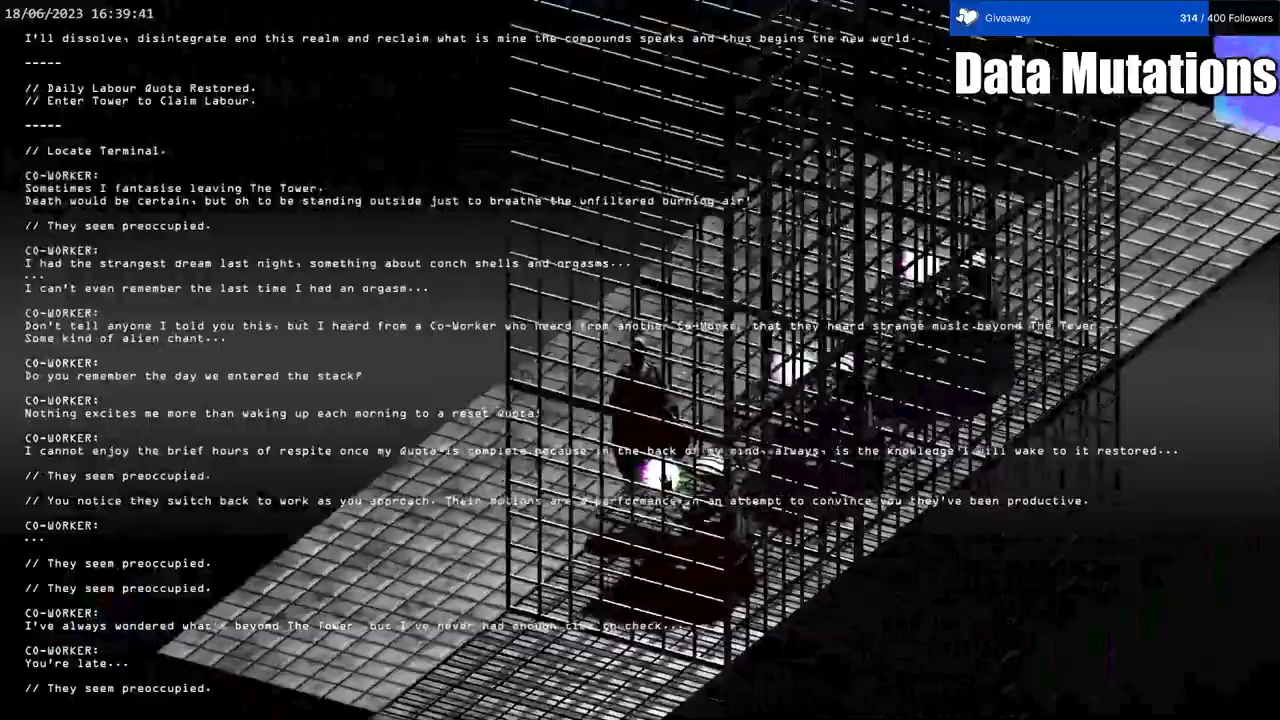 18/06/2023 16:39:41
Giveaway
314 / 400 Followers
Data Mutations
I'll dissolve, disintegrate end this realm and reclaim what is mine the compounds speaks and thus begins the new world
-----
// Daily Labour Quota Restored.
// Enter Tower to Claim Labour.
-----
// Locate Terminal.
CO-WORKER:
Sometimes I fantasise leaving The Tower.
Death would be certain, but oh to be standing outside just to breathe the unfiltered burning air!
// They seem preoccupied.
CO-WORKER:
I had the strangest dream last night, something about conch shells and orgasms...
...
I can't even remember the last time I had an orgasm...
CO-WORKER:
Don't tell anyone I told you this, but I heard from a Co-Worker who heard from another Co-Worker that they heard strange music beyond The Tower
Some kind of alien chant...
CO-WORKER:
Do you remember the day we entered the stack?
CO-WORKER:
Nothing excites me more than waking up each morning to a reset Quota!
CO-WORKER:
I cannot enjoy the brief hours of respite once my Quota is complete because in the back of my mind, always, is the knowledge I will wake to it restored...
// They seem preoccupied.
// You notice they switch back to work as you approach. Their motions are a performance in an attempt to convince you they've been productive.
CO-WORKER:
...
// They seem preoccupied.
// They seem preoccupied.
CO-WORKER:
I've always wondered what's beyond The Tower, but I've never had enough time to check...
CO-WORKER:
You're late...
// They seem preoccupied.